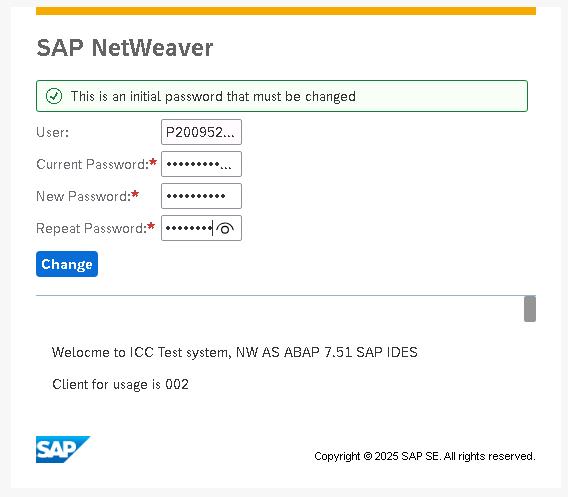 SAP NetWeaver
This is an initial password that must be changed
User: P200952...
Current Password:* •••••••••...
New Password:* ••••••••••
Repeat Password:* ••••••••
Change
Welocme to ICC Test system, NW AS ABAP 7.51 SAP IDES
Client for usage is 002
SAP
Copyright © 2025 SAP SE. All rights reserved.